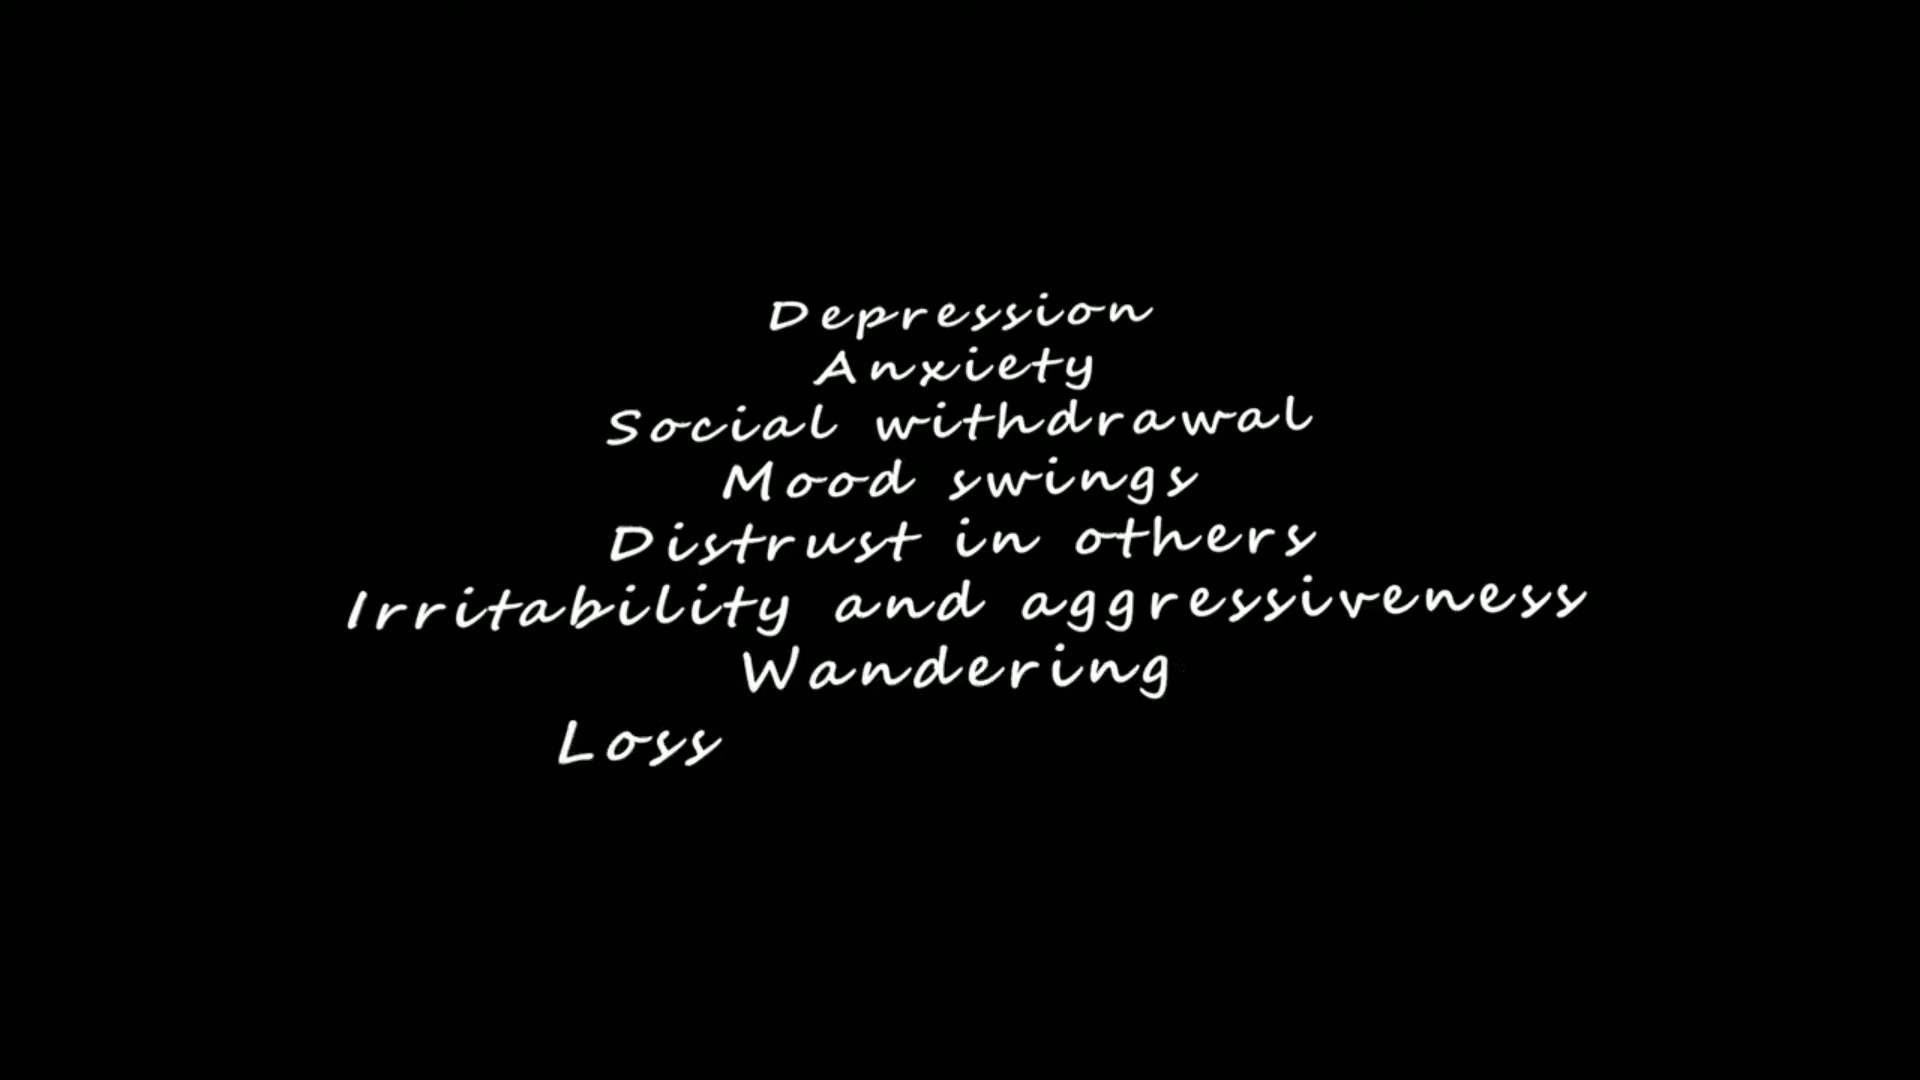 Depression
Anxiety
Social withdrawal
Mood swings
Distrust in others
Irritability and aggressiveness
Wandering
Loss